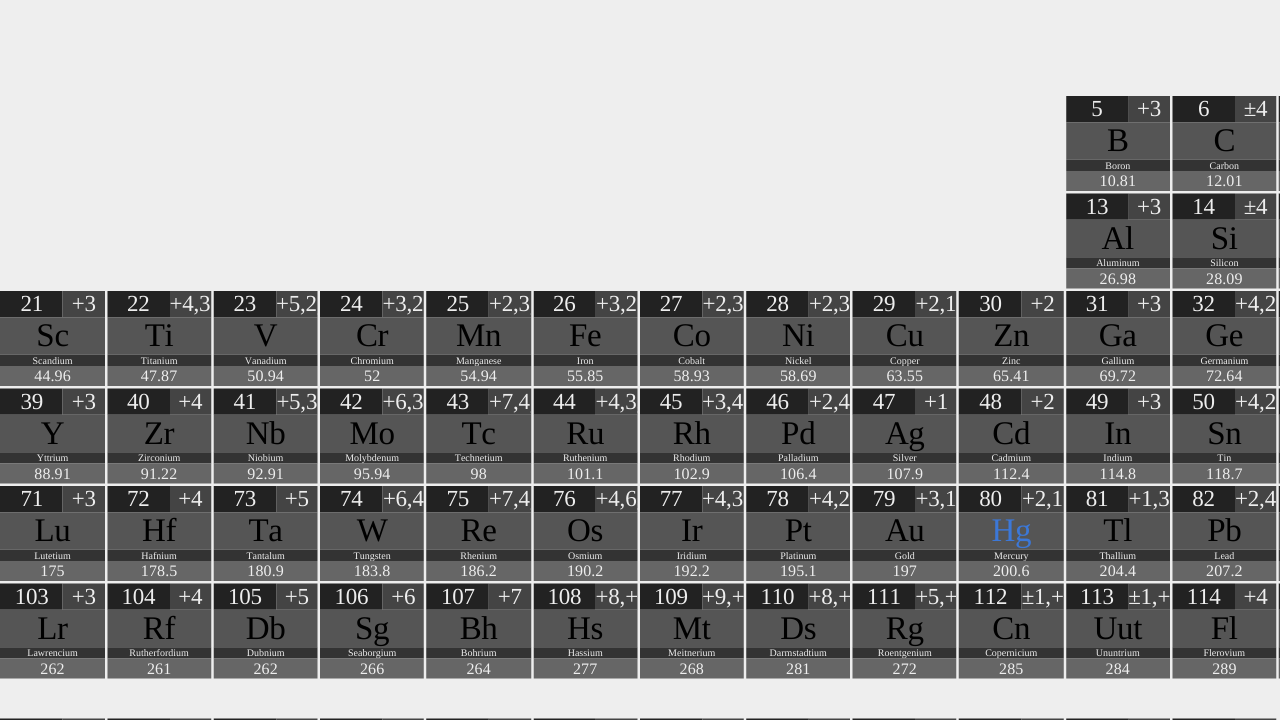 5 +3 6 ±4
B C
Boron Carbon
10.81 12.01
13 +3 14 ±4
Al Si
Aluminum Silicon
26.98 28.09
21 +3 22 +4,3 23 +5,2 24 +3,2 25 +2,3 26 +3,2 27 +2,3 28 +2,3 29 +2,1 30 +2 31 +3 32 +4,2
Sc Ti V Cr Mn Fe Co Ni Cu Zn Ga Ge
Scandium Titanium Vanadium Chromium Manganese Iron Cobalt Nickel Copper Zinc Gallium Germanium
44.96 47.87 50.94 52 54.94 55.85 58.93 58.69 63.55 65.41 69.72 72.64
39 +3 40 +4 41 +5,3 42 +6,3 43 +7,4 44 +4,3 45 +3,4 46 +2,4 47 +1 48 +2 49 +3 50 +4,2
Y Zr Nb Mo Tc Ru Rh Pd Ag Cd In Sn
Yttrium Zirconium Niobium Molybdenum Technetium Ruthenium Rhodium Palladium Silver Cadmium Indium Tin
88.91 91.22 92.91 95.94 98 101.1 102.9 106.4 107.9 112.4 114.8 118.7
71 +3 72 +4 73 +5 74 +6,4 75 +7,4 76 +4,6 77 +4,3 78 +4,2 79 +3,1 80 +2,1 81 +1,3 82 +2,4
Lu Hf Ta W Re Os Ir Pt Au Hg Tl Pb
Lutetium Hafnium Tantalum Tungsten Rhenium Osmium Iridium Platinum Gold Mercury Thallium Lead
175 178.5 180.9 183.8 186.2 190.2 192.2 195.1 197 200.6 204.4 207.2
103 +3 104 +4 105 +5 106 +6 107 +7 108 +8,+ 109 +9,+ 110 +8,+ 111 +5,+ 112 ±1,+ 113 ±1,+ 114 +4
Lr Rf Db Sg Bh Hs Mt Ds Rg Cn Uut Fl
Lawrencium Rutherfordium Dubnium Seaborgium Bohrium Hassium Meitnerium Darmstadtium Roentgenium Copernicium Ununtrium Flerovium
262 261 262 266 264 277 268 281 272 285 284 289